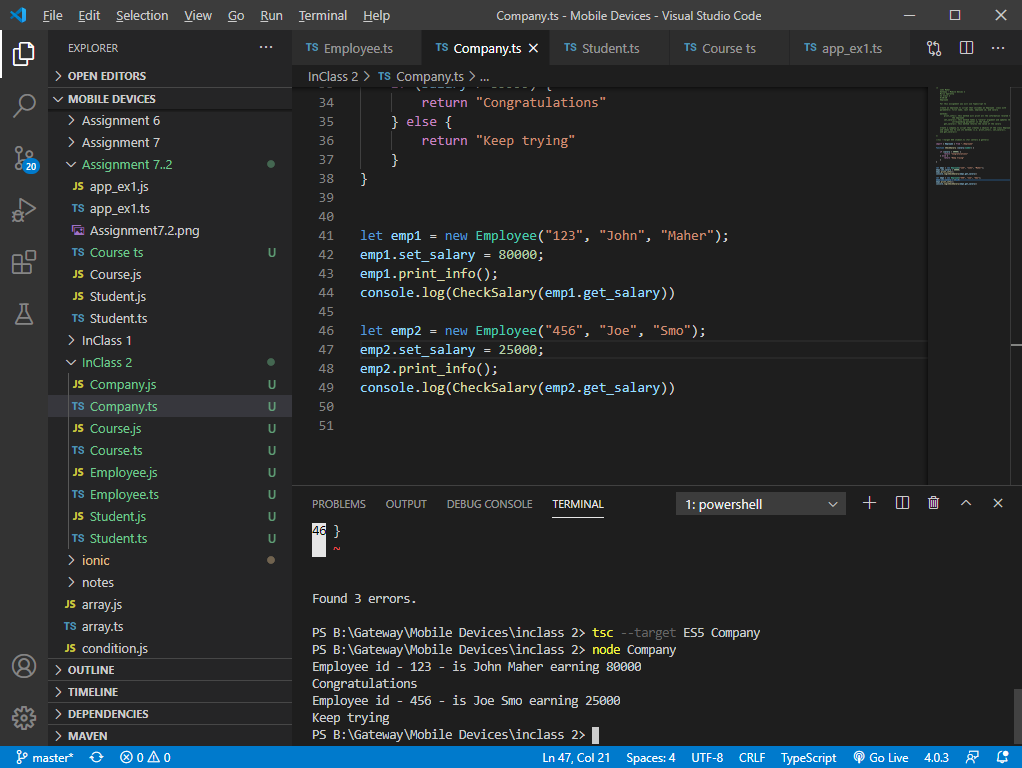 File Edit Selection View Go Run Terminal Help
Company.ts - Mobile Devices - Visual Studio Code
EXPLORER
OPEN EDITORS
MOBILE DEVICES
Assignment 6
Assignment 7
Assignment 7..2
JS app_ex1.js
TS app_ex1.ts
Assignment7.2.png
TS Course ts U
JS Course.js
JS Student.js
TS Student.ts
InClass 1
InClass 2
JS Company.js U
TS Company.ts U
JS Course.js U
TS Course.ts U
JS Employee.js U
TS Employee.ts U
JS Student.js U
TS Student.ts U
ionic
notes
JS array.js
TS array.ts
JS condition.js
OUTLINE
TIMELINE
DEPENDENCIES
MAVEN
20
TS Employee.ts TS Company.ts TS Student.ts TS Course ts TS app_ex1.ts
InClass 2 > TS Company.ts > ...
34 return "Congratulations"
35 } else {
36 return "Keep trying"
37 }
38 }
39
40
41 let emp1 = new Employee("123", "John", "Maher");
42 emp1.set_salary = 80000;
43 emp1.print_info();
44 console.log(CheckSalary(emp1.get_salary))
45
46 let emp2 = new Employee("456", "Joe", "Smo");
47 emp2.set_salary = 25000;
48 emp2.print_info();
49 console.log(CheckSalary(emp2.get_salary))
50
51
PROBLEMS OUTPUT DEBUG CONSOLE TERMINAL 1: powershell
46 }
~
Found 3 errors.
PS B:\Gateway\Mobile Devices\inclass 2> tsc --target ES5 Company
PS B:\Gateway\Mobile Devices\inclass 2> node Company
Employee id - 123 - is John Maher earning 80000
Congratulations
Employee id - 456 - is Joe Smo earning 25000
Keep trying
PS B:\Gateway\Mobile Devices\inclass 2>
master* 0 0 Ln 47, Col 21 Spaces: 4 UTF-8 CRLF TypeScript Go Live 4.0.3